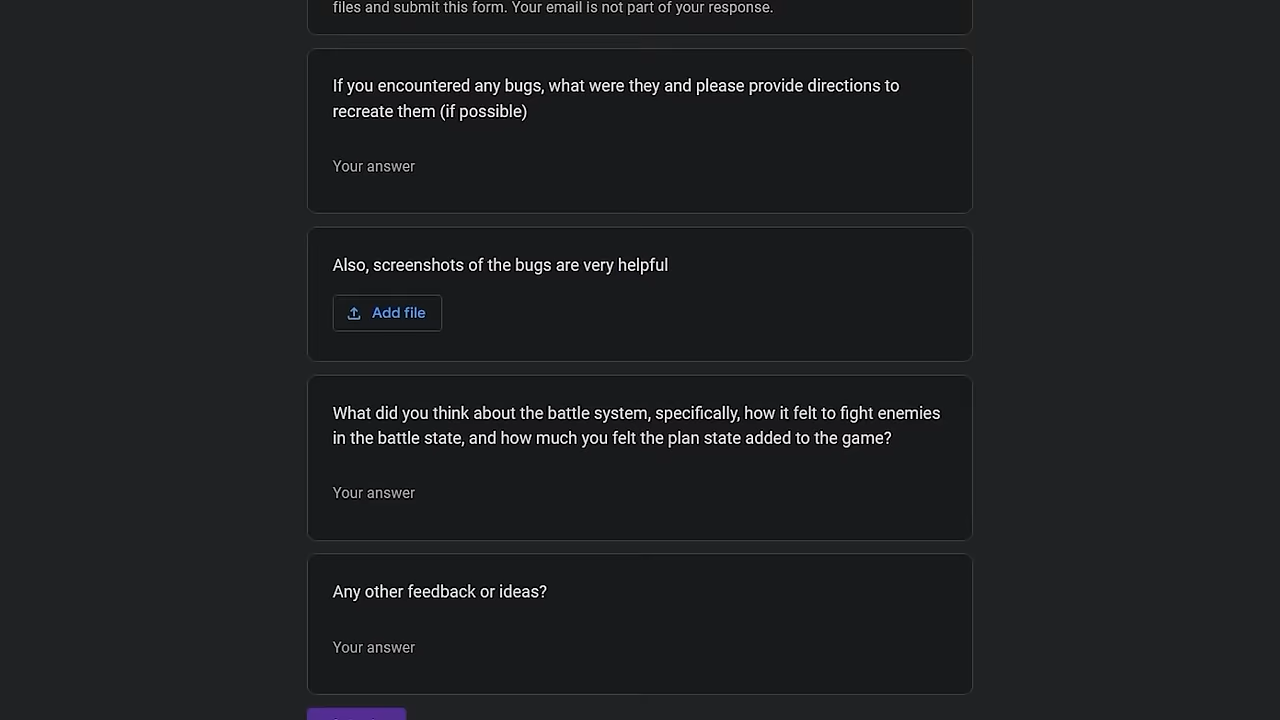 files and submit this form. Your email is not part of your response.
If you encountered any bugs, what were they and please provide directions to
recreate them (if possible)
Your answer
Also, screenshots of the bugs are very helpful
Add file
What did you think about the battle system, specifically, how it felt to fight enemies
in the battle state, and how much you felt the plan state added to the game?
Your answer
Any other feedback or ideas?
Your answer